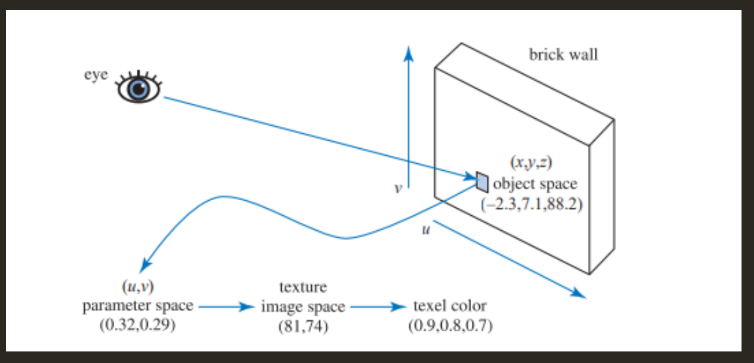 eye
brick wall
(x,y,z)
object space
(–2.3,7.1,88.2)
v
u
(u,v)
parameter space
(0.32,0.29)
texture
image space
(81,74)
texel color
(0.9,0.8,0.7)